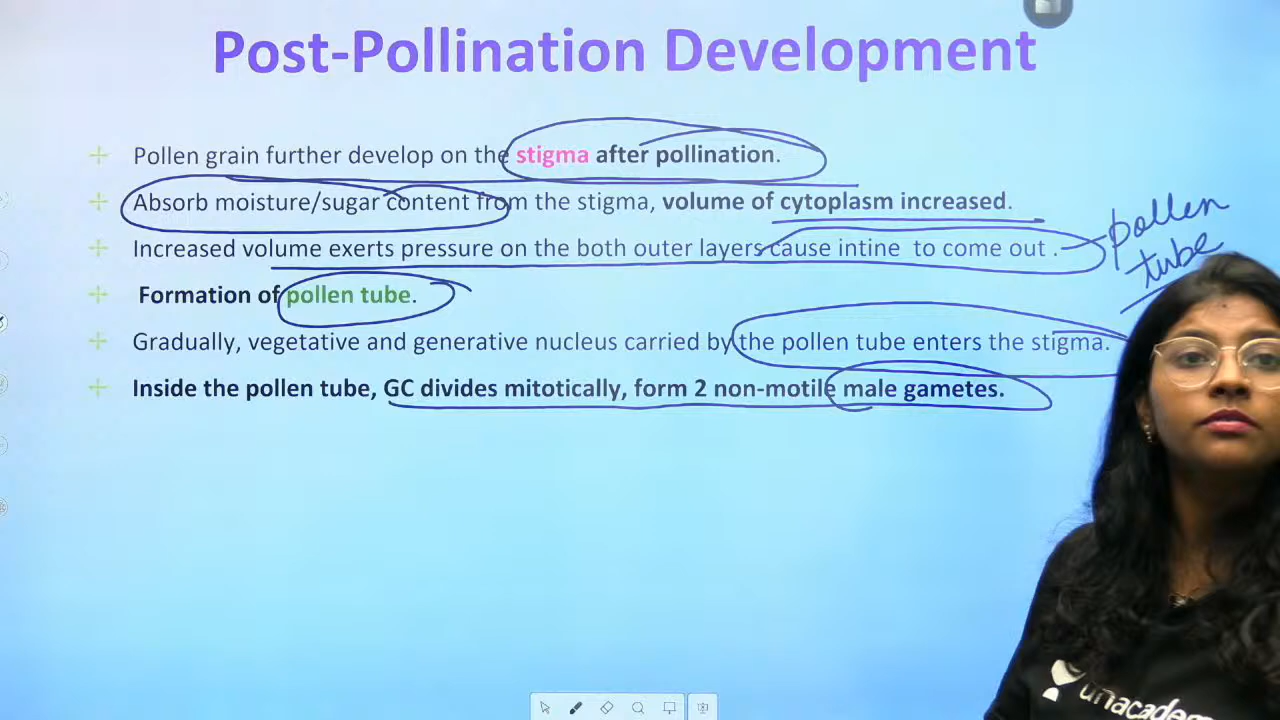 Post-Pollination Development
Pollen grain further develop on the stigma after pollination.
Absorb moisture/sugar content from the stigma, volume of cytoplasm increased.
Increased volume exerts pressure on the both outer layers cause intine to come out .
pollen
tube
Formation of pollen tube.
Gradually, vegetative and generative nucleus carried by the pollen tube enters the stigma.
Inside the pollen tube, GC divides mitotically, form 2 non-motile male gametes.
unacadem